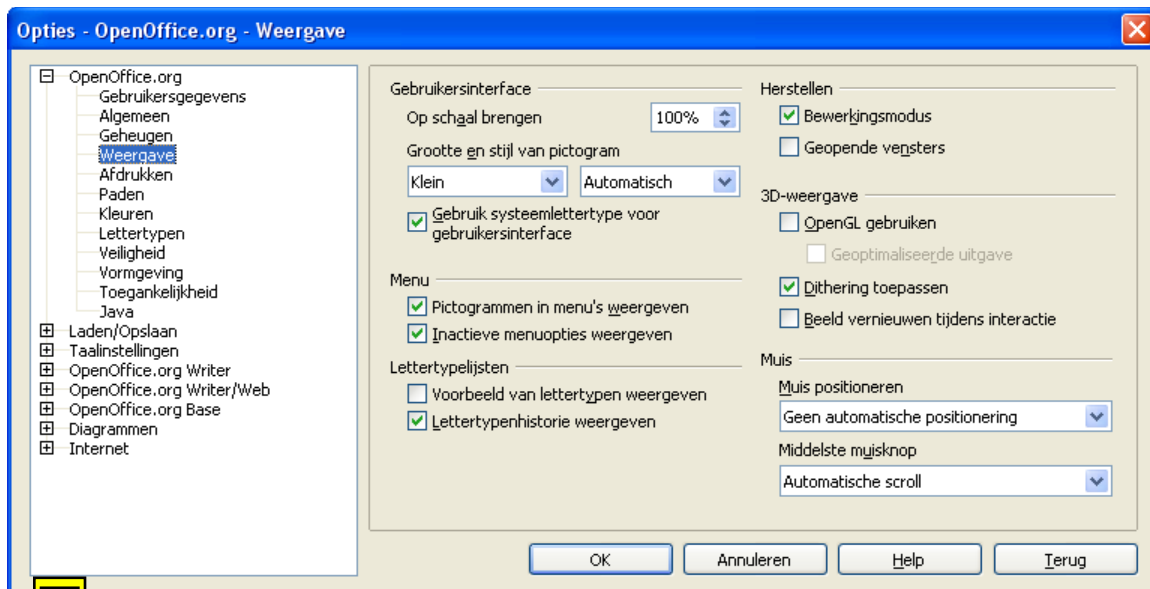 Opties - OpenOffice.org - Weergave
OpenOffice.org
Gebruikersgegevens
Algemeen
Geheugen
Weergave
Afdrukken
Paden
Kleuren
Lettertypen
Veiligheid
Vormgeving
Toegankelijkheid
Java
Laden/Opslaan
Taalinstellingen
OpenOffice.org Writer
OpenOffice.org Writer/Web
OpenOffice.org Base
Diagrammen
Internet
Gebruikersinterface
Op schaal brengen 100%
Grootte en stijl van pictogram
Klein Automatisch
Gebruik systeemlettertype voor
gebruikersinterface
Menu
Pictogrammen in menu's weergeven
Inactieve menuopties weergeven
Lettertypelijsten
Voorbeeld van lettertypen weergeven
Lettertypenhistorie weergeven
Herstellen
Bewerkingsmodus
Geopende vensters
3D-weergave
OpenGL gebruiken
Geoptimaliseerde uitgave
Dithering toepassen
Beeld vernieuwen tijdens interactie
Muis
Muis positioneren
Geen automatische positionering
Middelste muisknop
Automatische scroll
OK Annuleren Help Terug